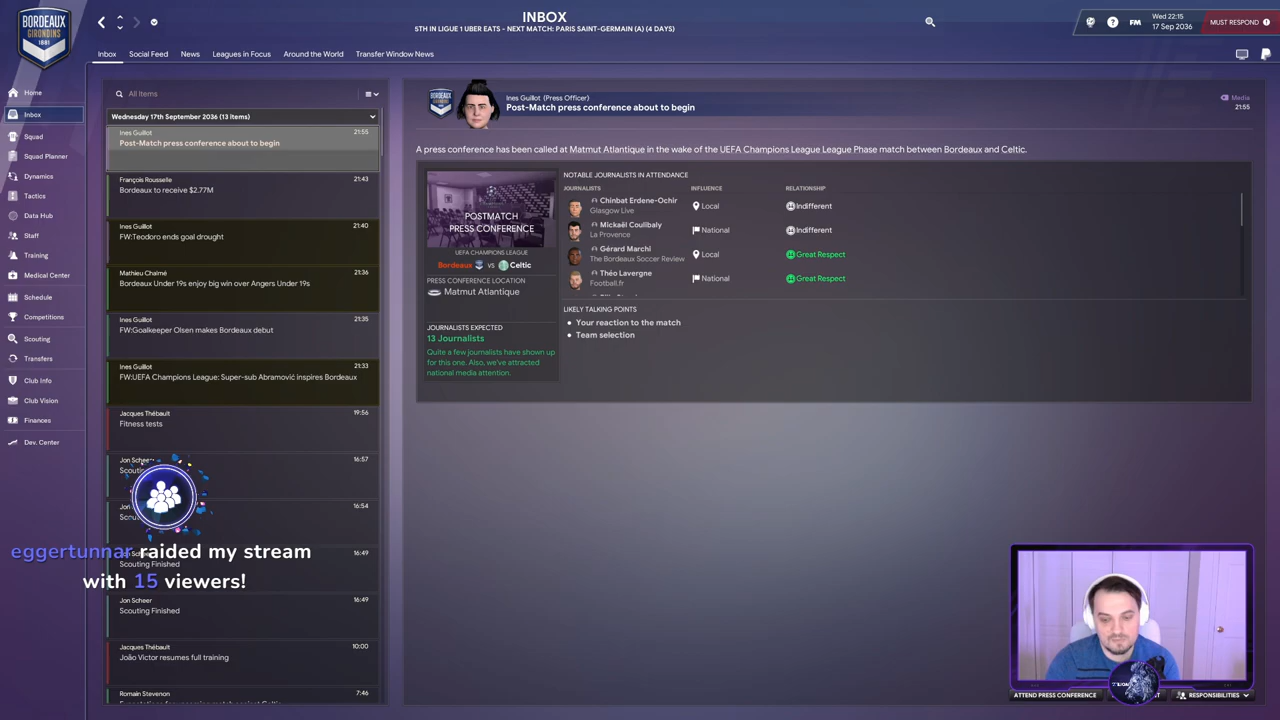 BORDEAUX
GIRONDINS
1881
INBOX
5TH IN LIGUE 1 UBER EATS - NEXT MATCH: PARIS SAINT-GERMAIN (A) (4 DAYS)
FM
Wed 22:15
17 Sep 2036
MUST RESPOND
Inbox
Social Feed
News
Leagues in Focus
Around the World
Transfer Window News
Home
Inbox
Squad
Squad Planner
Dynamics
Tactics
Data Hub
Staff
Training
Medical Center
Schedule
Competitions
Scouting
Transfers
Club Info
Club Vision
Finances
Dev. Center
All Items
Wednesday 17th September 2036 (13 items)
Ines Guillot 21:55
Post-Match press conference about to begin
François Rousselle 21:43
Bordeaux to receive $2.77M
Ines Guillot 21:40
FW:Teodoro ends goal drought
Mathieu Chalmé 21:36
Bordeaux Under 19s enjoy big win over Angers Under 19s
Ines Guillot 21:35
FW:Goalkeeper Olsen makes Bordeaux debut
Ines Guillot 21:33
FW:UEFA Champions League: Super-sub Abramović inspires Bordeaux
Jacques Thébault 19:56
Fitness tests
Jon Scheer 16:57
16:54
16:49
Scouting Finished
Jon Scheer 16:49
Scouting Finished
Jacques Thébault 10:00
João Victor resumes full training
Romain Stevenon 7:46
eggertunnar raided my stream
with 15 viewers!
Ines Guillot (Press Officer)
Post-Match press conference about to begin
Media
21:55
A press conference has been called at Matmut Atlantique in the wake of the UEFA Champions League League Phase match between Bordeaux and Celtic.
POSTMATCH
PRESS CONFERENCE
UEFA CHAMPIONS LEAGUE
Bordeaux vs Celtic
PRESS CONFERENCE LOCATION
Matmut Atlantique
JOURNALISTS EXPECTED
13 Journalists
Quite a few journalists have shown up
for this one. Also, we've attracted
national media attention.
NOTABLE JOURNALISTS IN ATTENDANCE
JOURNALISTS INFLUENCE RELATIONSHIP
Chinbat Erdene-Ochir
Glasgow Live
Local
Indifferent
Mickaël Coulibaly
La Provence
National
Indifferent
Gérard Marchi
The Bordeaux Soccer Review
Local
Great Respect
Théo Lavergne
Football.fr
National
Great Respect
LIKELY TALKING POINTS
Your reaction to the match
Team selection
ATTEND PRESS CONFERENCE
RESPONSIBILITIES